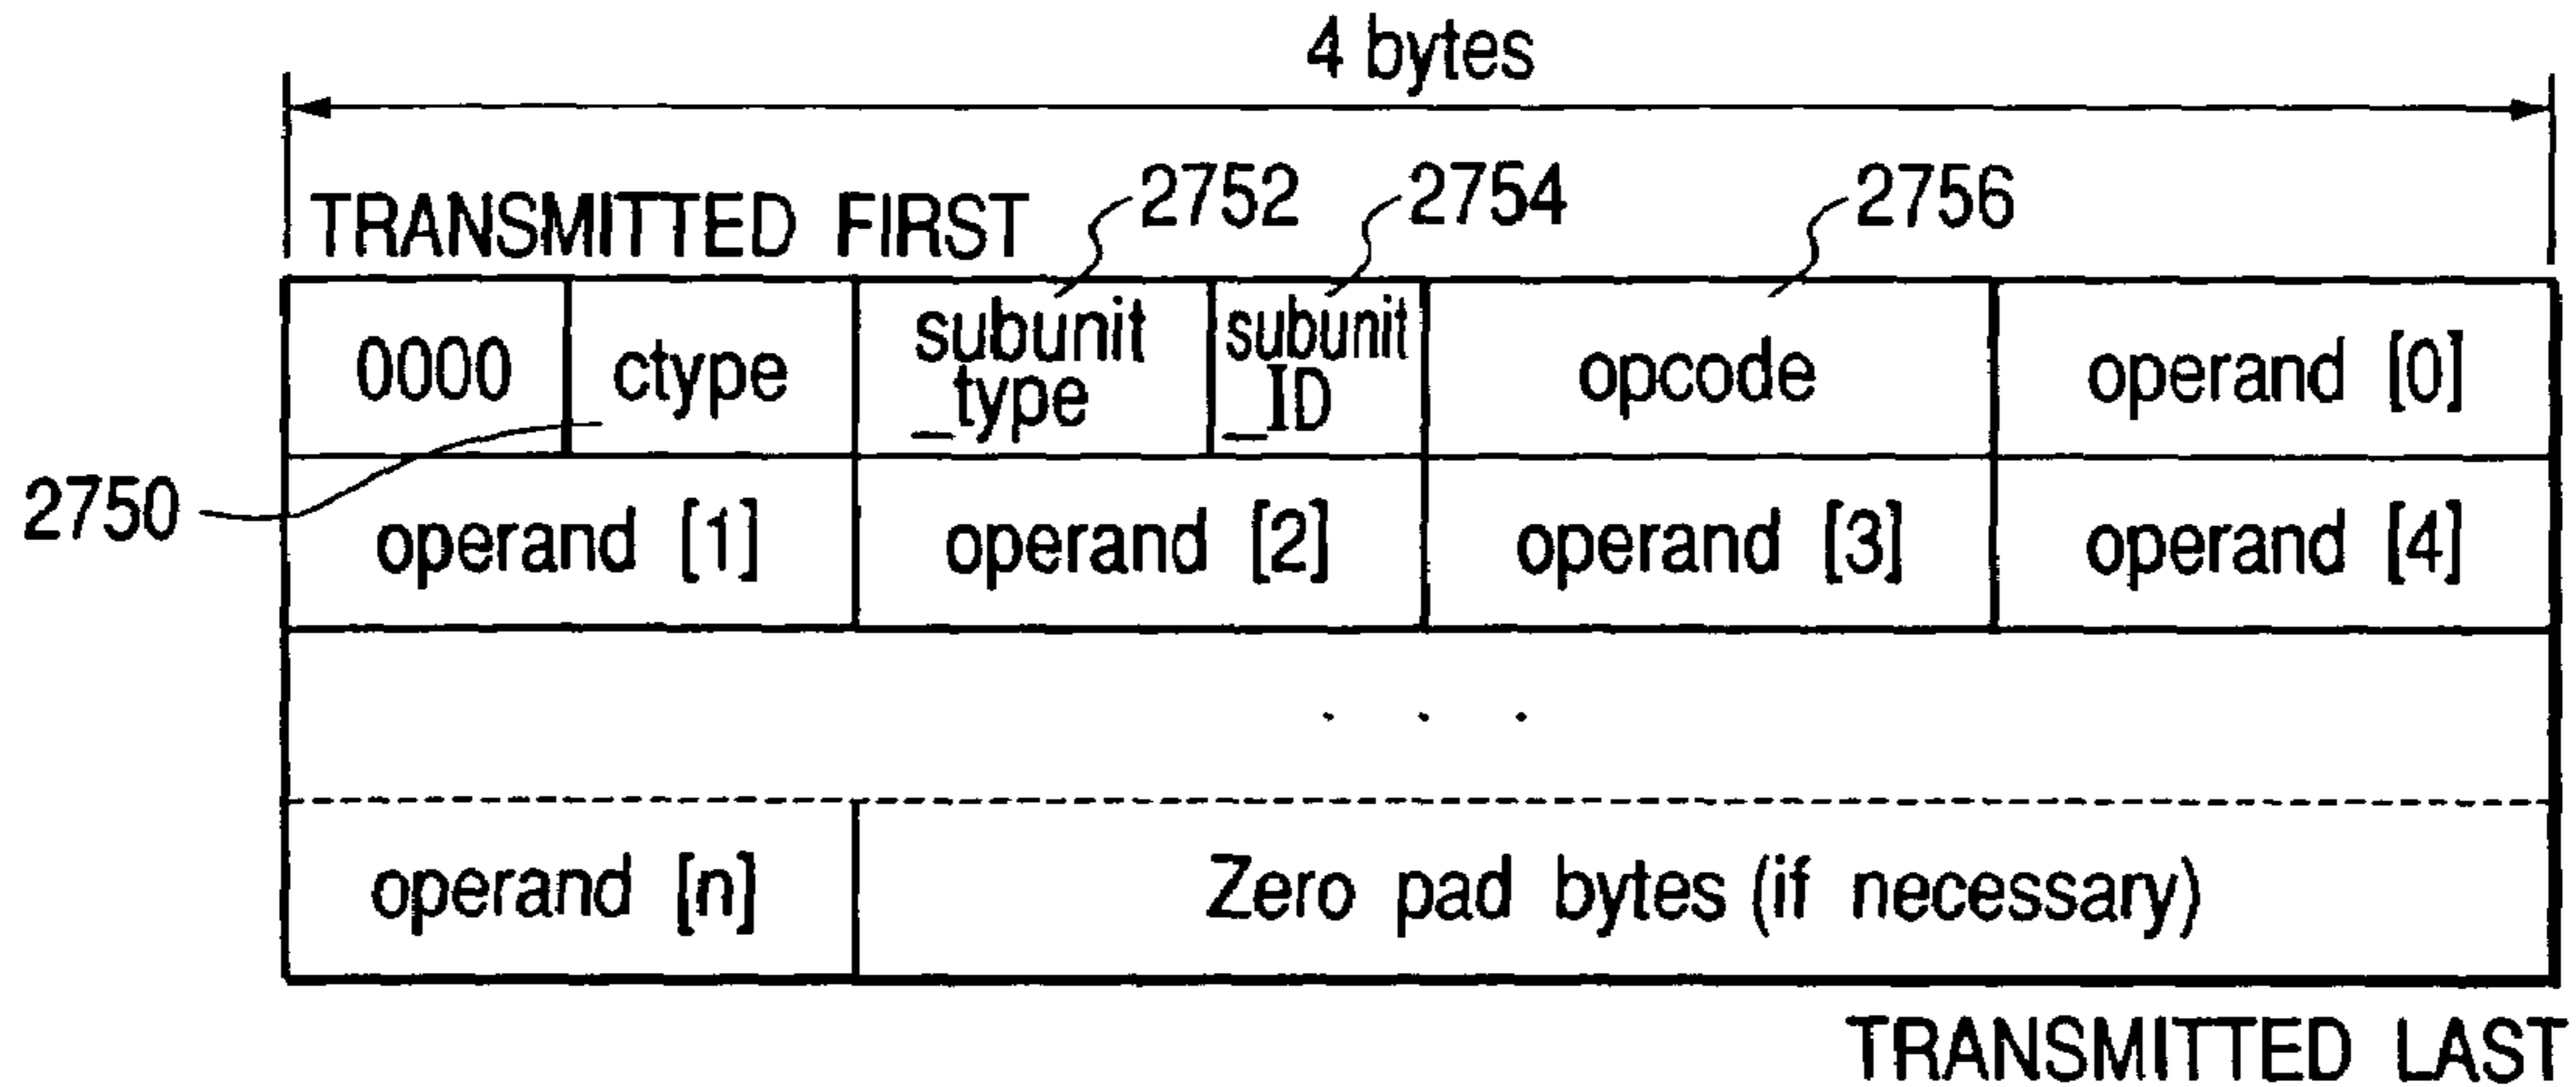 4 bytes
TRANSMITTED FIRST 2752 2754 2756
0000 ctype subunit _type subunit _ID opcode operand [0]
2750
operand [1] operand [2] operand [3] operand [4]
. . .
operand [n] Zero pad bytes (if necessary)
TRANSMITTED LAST